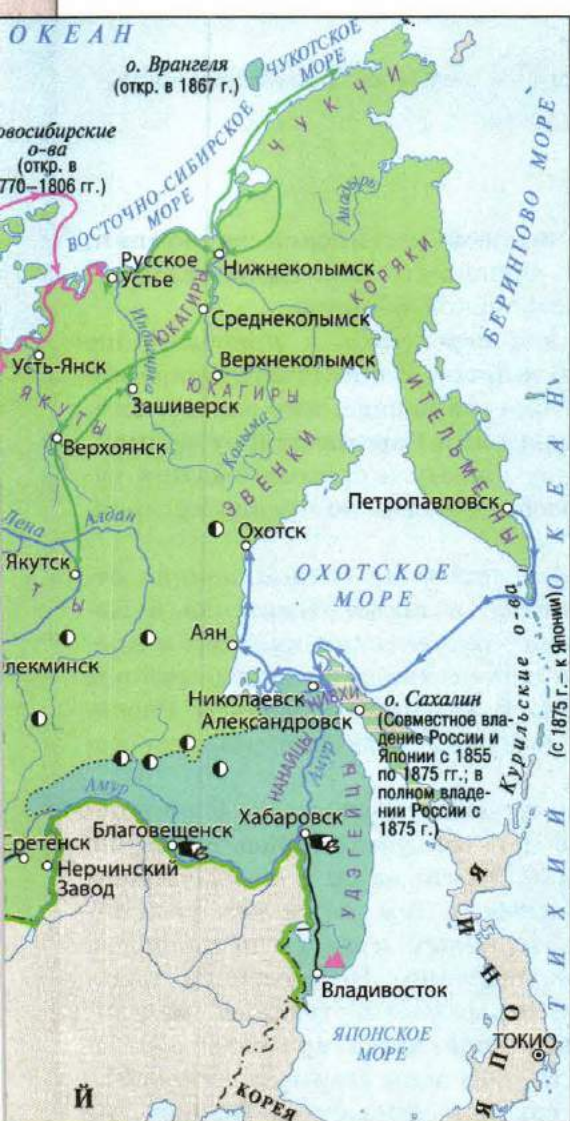 ОКЕАН
о. Врангеля
(откр. в 1867 г.)
ЧУКОТСКОЕ
МОРЕ
овосибирские
о-ва
(откр. в
770–1806 гг.)
ВОСТОЧНО-СИБИРСКОЕ
МОРЕ
ЧУКЧИ
Анадырь
БЕРИНГОВО МОРЕ
Русское
Устье
Нижнеколымск
КОРЯКИ
ЮКАГИРЫ
Индигирка
Среднеколымск
Усть-Янск
Верхнеколымск
ЮКАГИРЫ
ЯКУТЫ
Зашиверск
Колыма
ИТЕЛЬМЕНЫ
Верхоянск
ЭВЕНКИ
Петропавловск
Лена
Алдан
Охотск
Якутск
ТЫ
ОХОТСКОЕ
МОРЕ
Аян
лекминск
Николаевск
НИВХИ
Александровск
о. Сахалин
(Совместное вла-
дение России и
Японии с 1855
по 1875 гг.; в
полном владе-
нии России с
1875 г.)
Курильские о-ва
(с 1875 г.– к Японии)
ТИХИЙ ОКЕАН
НАНАЙЦЫ
Амур
Амур
УДЭГЕЙЦЫ
Благовещенск
Хабаровск
Сретенск
Нерчинский
Завод
Владивосток
ЯПОНСКОЕ
МОРЕ
ЯПОНИЯ
ТОКИО
КОРЕЯ
Й